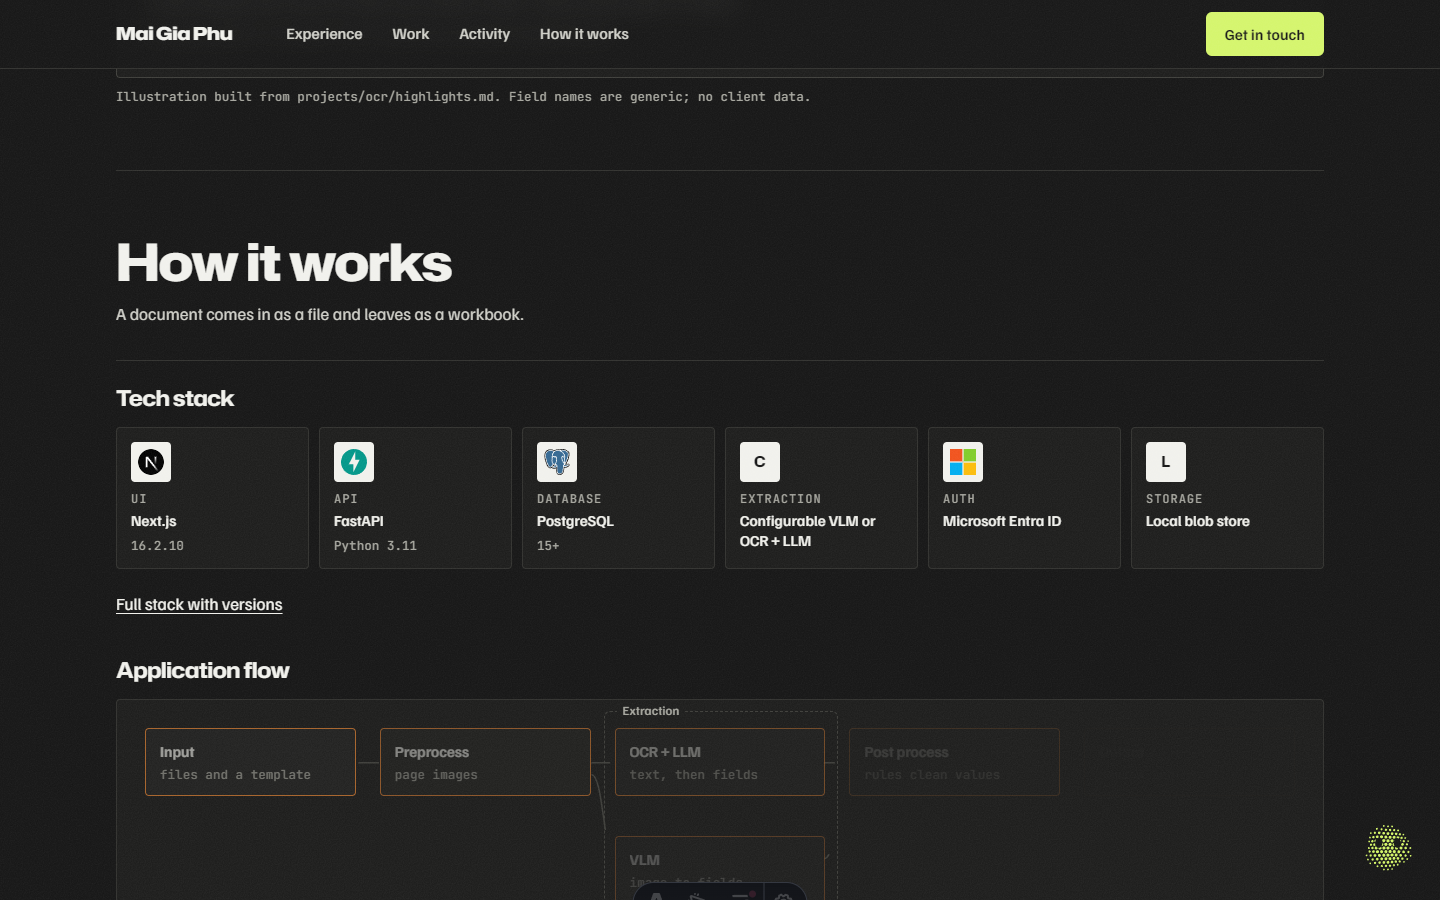 Mai Gia Phu
Experience
Work
Activity
How it works
Get in touch
Illustration built from projects/ocr/highlights.md. Field names are generic; no client data.
How it works
A document comes in as a file and leaves as a workbook.
Tech stack
N
UI
Next.js
16.2.10
API
FastAPI
Python 3.11
DATABASE
PostgreSQL
15+
C
EXTRACTION
Configurable VLM or
OCR + LLM
AUTH
Microsoft Entra ID
L
STORAGE
Local blob store
Full stack with versions
Application flow
Extraction
Input
files and a template
Preprocess
page images
OCR + LLM
text, then fields
Post process
rules clean values
VLM
image to fields